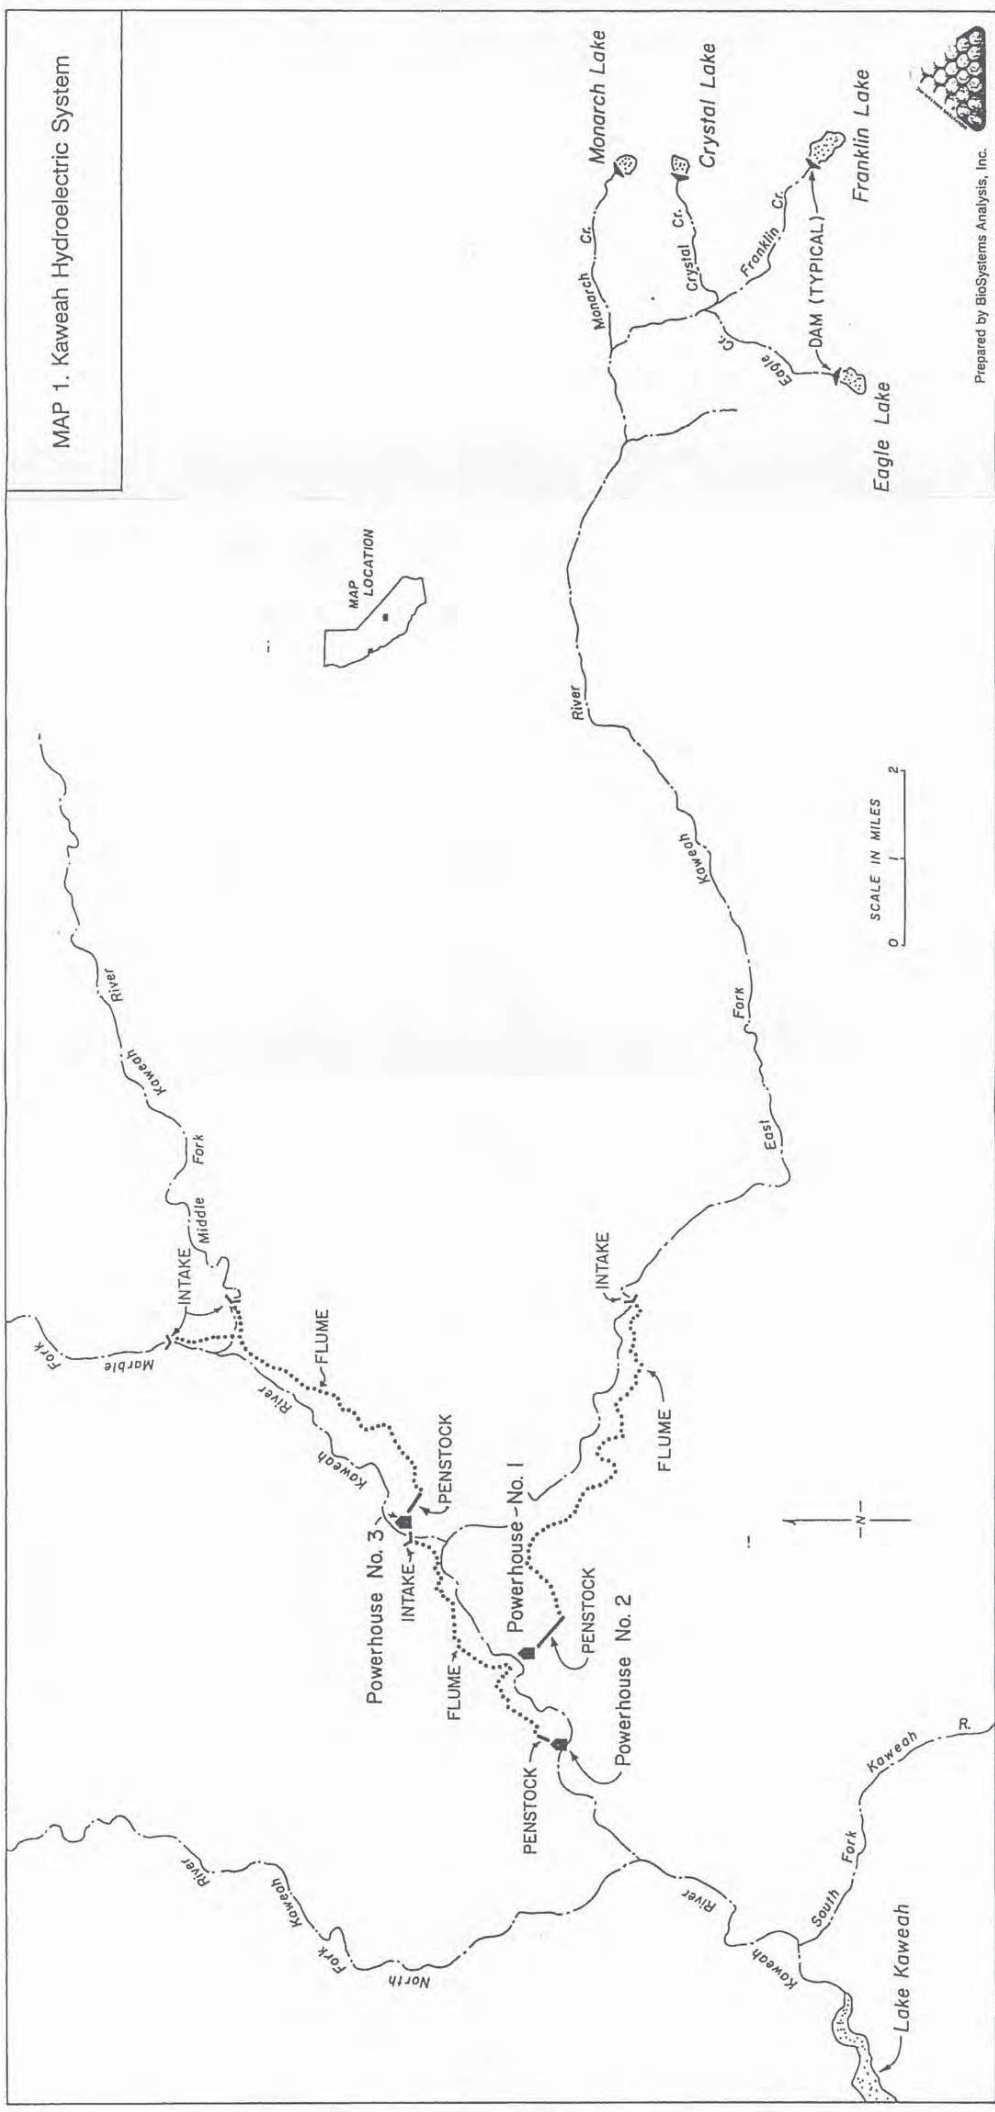 MAP 1. Kaweah Hydroelectric System
Monarch Lake
Crystal Lake
Franklin Lake
Eagle Lake
DAM (TYPICAL)
Monarch Cr.
Crystal Cr.
Franklin Cr.
Eagle Cr.
Prepared by BioSystems Analysis, Inc.
MAP
LOCATION
River
Kaweah
Fork
East
SCALE IN MILES
0 1 2
River
Kaweah
Fork
Middle
INTAKE
Fork
Marble
FLUME
River
Kaweah
PENSTOCK
Powerhouse No. 3
INTAKE
FLUME
INTAKE
FLUME
Powerhouse No. 1
PENSTOCK
Powerhouse No. 2
PENSTOCK
N
River
Kaweah
Fork
North
River
Kaweah
South Fork Kaweah R.
Lake Kaweah